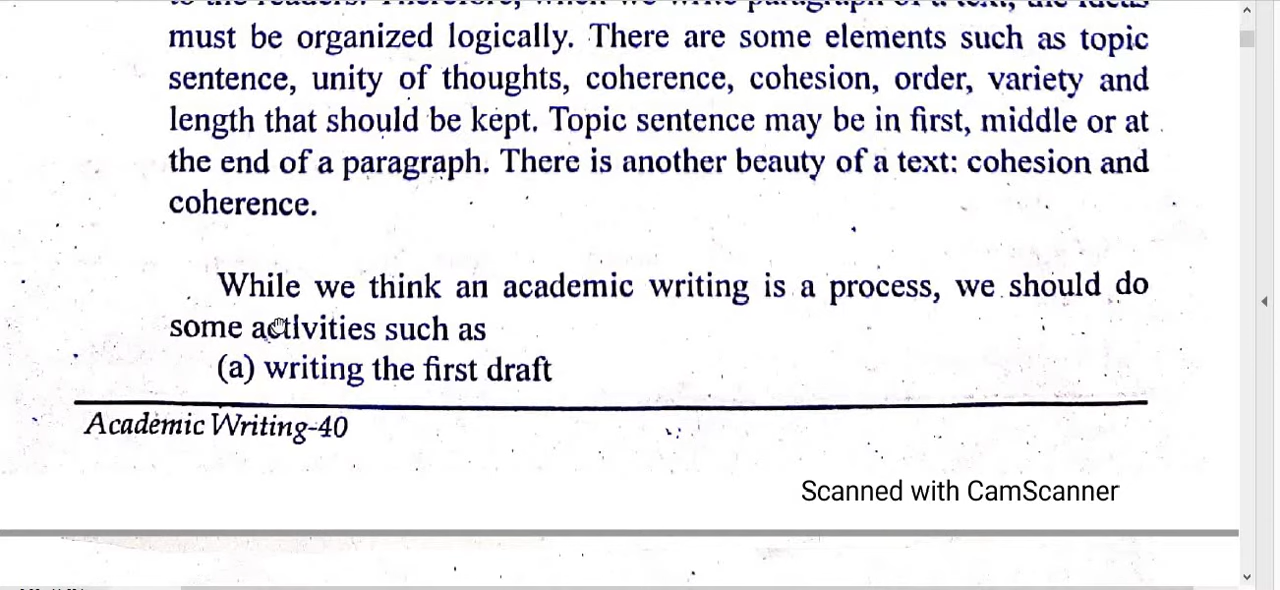 must be organized logically. There are some elements such as topic
sentence, unity of thoughts, coherence, cohesion, order, variety and
length that should be kept. Topic sentence may be in first, middle or at
the end of a paragraph. There is another beauty of a text: cohesion and
coherence.
While we think an academic writing is a process, we should do
some activities such as
(a) writing the first draft
Academic Writing-40
Scanned with CamScanner